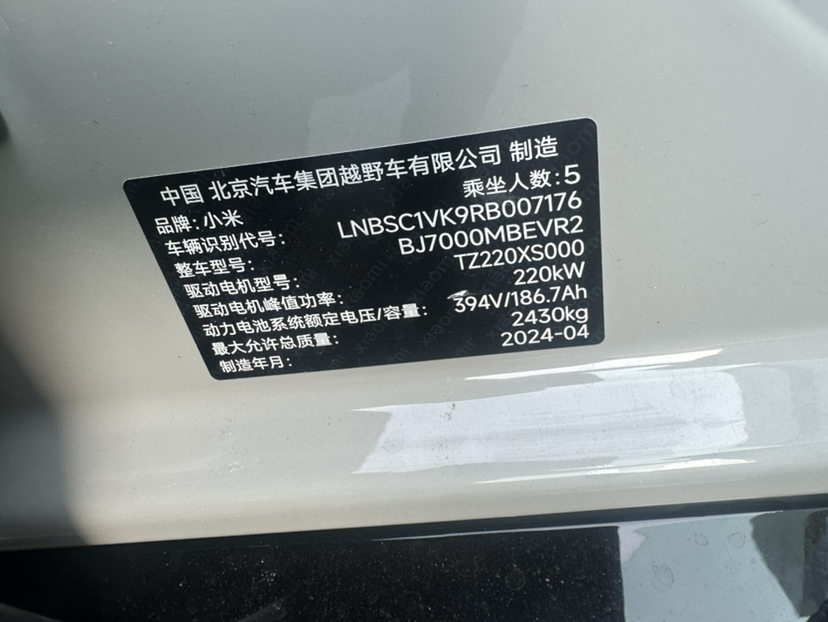 中国 北京汽车集团越野车有限公司 制造
品牌: 小米 乘坐人数: 5
车辆识别代号: LNBSC1VK9RB007176
整车型号: BJ7000MBEVR2
驱动电机型号: TZ220XS000
驱动电机峰值功率: 220kW
动力电池系统额定电压/容量: 394V/186.7Ah
最大允许总质量: 2430kg
制造年月: 2024-04